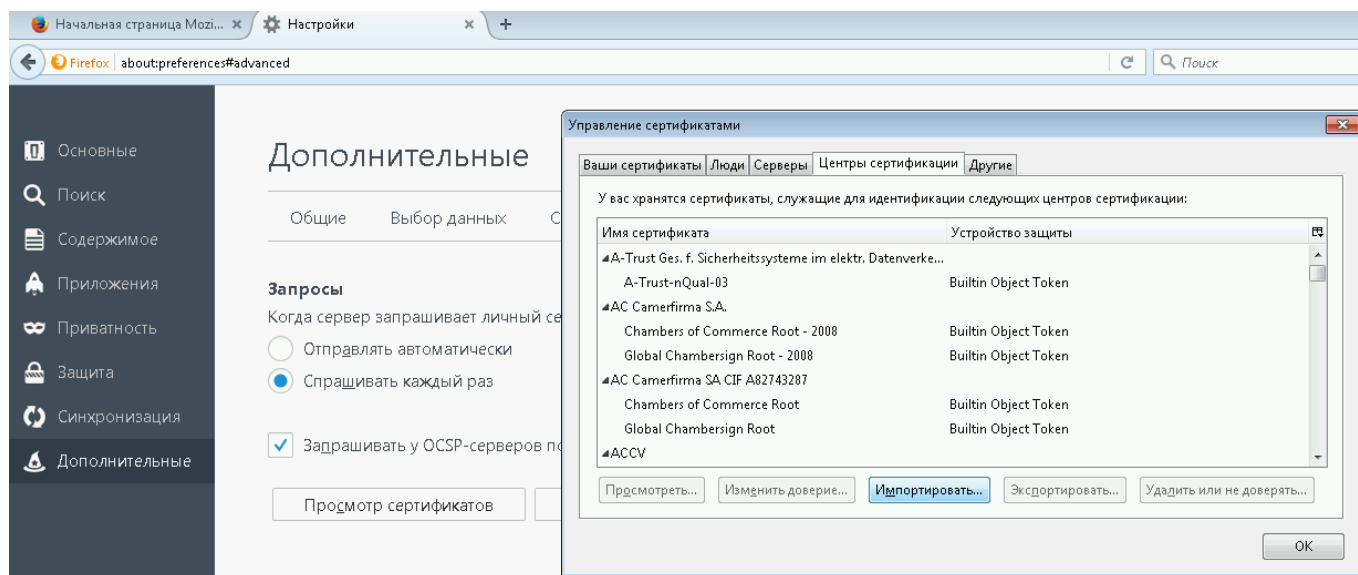 Начальная страница Mozi...
Настройки
Firefox about:preferences#advanced
Поиск
Основные
Поиск
Содержимое
Приложения
Приватность
Защита
Синхронизация
Дополнительные
Дополнительные
Общие Выбор данных С
Запросы
Когда сервер запрашивает личный се
Отправлять автоматически
Спрашивать каждый раз
Запрашивать у OCSP-серверов по
Просмотр сертификатов
Управление сертификатами
Ваши сертификаты Люди Серверы Центры сертификации Другие
У вас хранятся сертификаты, служащие для идентификации следующих центров сертификации:
Имя сертификата Устройство защиты
A-Trust Ges. f. Sicherheitssysteme im elektr. Datenverke...
A-Trust-nQual-03 Builtin Object Token
AC Camerfirma S.A.
Chambers of Commerce Root - 2008 Builtin Object Token
Global Chambersign Root - 2008 Builtin Object Token
AC Camerfirma SA CIF A82743287
Chambers of Commerce Root Builtin Object Token
Global Chambersign Root Builtin Object Token
ACCV
Просмотреть... Изменить доверие... Импортировать... Экспортировать... Удалить или не доверять...
OK